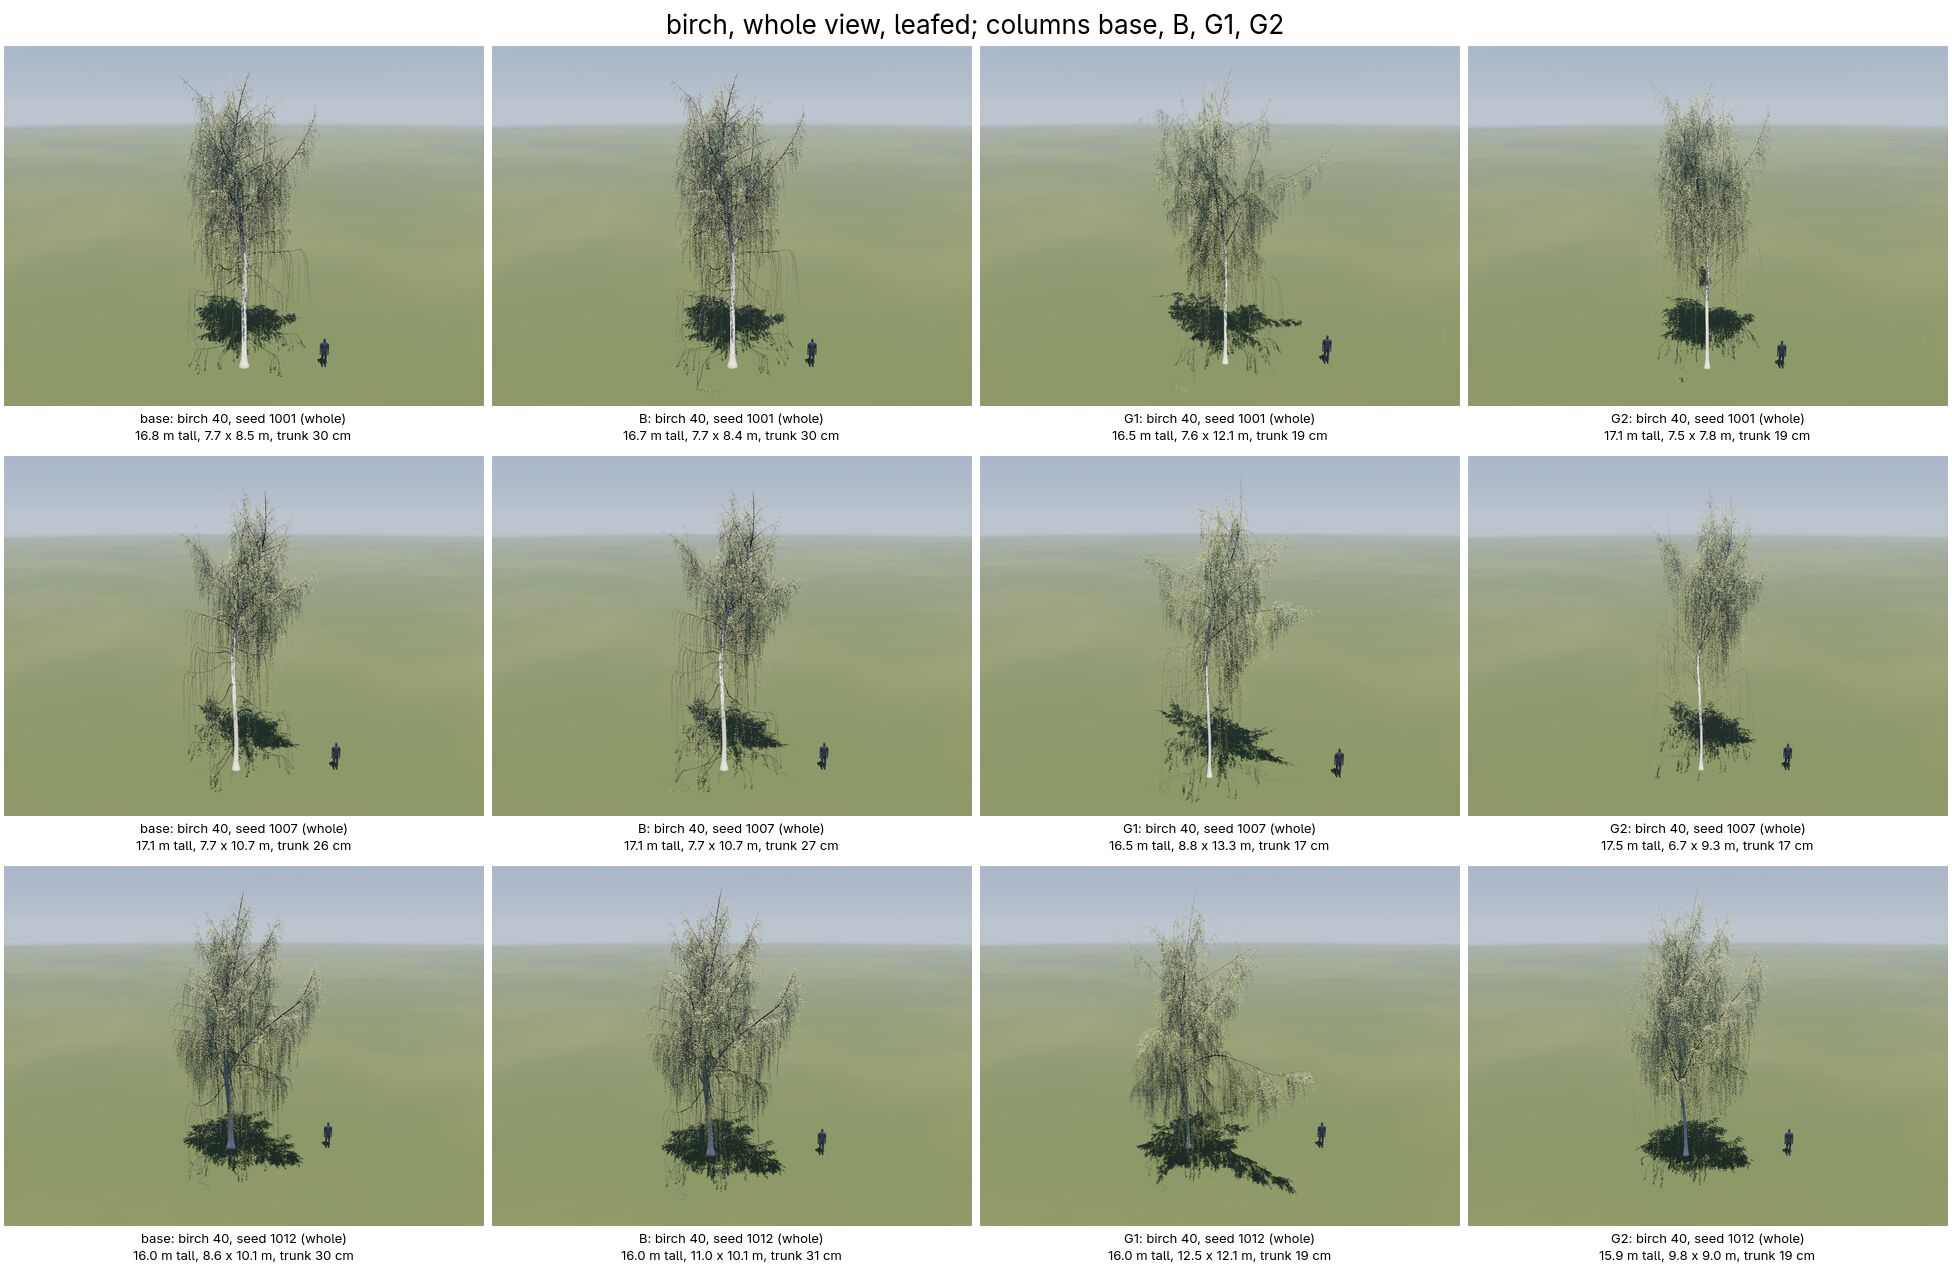 birch, whole view, leafed; columns base, B, G1, G2
base: birch 40, seed 1001 (whole)
16.8 m tall, 7.7 x 8.5 m, trunk 30 cm
B: birch 40, seed 1001 (whole)
16.7 m tall, 7.7 x 8.4 m, trunk 30 cm
G1: birch 40, seed 1001 (whole)
16.5 m tall, 7.6 x 12.1 m, trunk 19 cm
G2: birch 40, seed 1001 (whole)
17.1 m tall, 7.5 x 7.8 m, trunk 19 cm
base: birch 40, seed 1007 (whole)
17.1 m tall, 7.7 x 10.7 m, trunk 26 cm
B: birch 40, seed 1007 (whole)
17.1 m tall, 7.7 x 10.7 m, trunk 27 cm
G1: birch 40, seed 1007 (whole)
16.5 m tall, 8.8 x 13.3 m, trunk 17 cm
G2: birch 40, seed 1007 (whole)
17.5 m tall, 6.7 x 9.3 m, trunk 17 cm
base: birch 40, seed 1012 (whole)
16.0 m tall, 8.6 x 10.1 m, trunk 30 cm
B: birch 40, seed 1012 (whole)
16.0 m tall, 11.0 x 10.1 m, trunk 31 cm
G1: birch 40, seed 1012 (whole)
16.0 m tall, 12.5 x 12.1 m, trunk 19 cm
G2: birch 40, seed 1012 (whole)
15.9 m tall, 9.8 x 9.0 m, trunk 19 cm